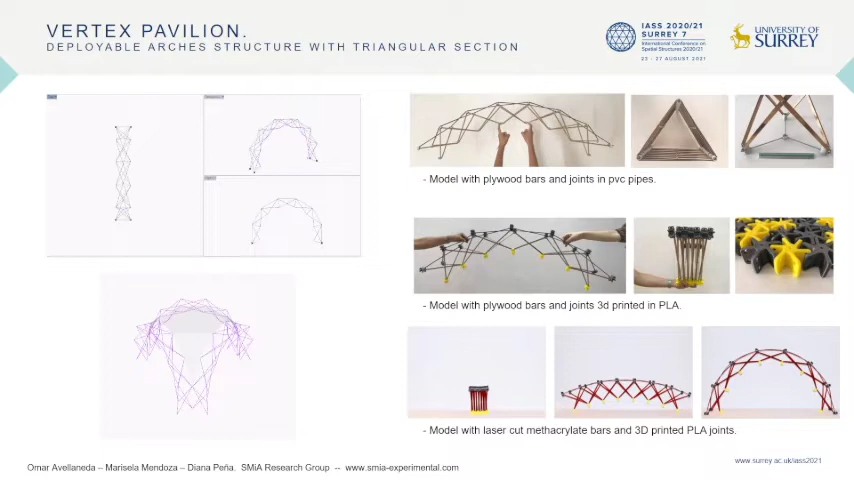 VERTEX PAVILION.
DEPLOYABLE ARCHES STRUCTURE WITH TRIANGULAR SECTION
IASS 2020/21
SURREY 7
International Conference on
Spatial Structures 2020/21
23 - 27 AUGUST 2021
UNIVERSITY OF
SURREY
- Model with plywood bars and joints in pvc pipes.
- Model with plywood bars and joints 3d printed in PLA.
- Model with laser cut methacrylate bars and 3D printed PLA joints.
www.surrey.ac.uk/iass2021
Omar Avellaneda – Marisela Mendoza – Diana Peña. SMiA Research Group -- www.smia-experimental.com